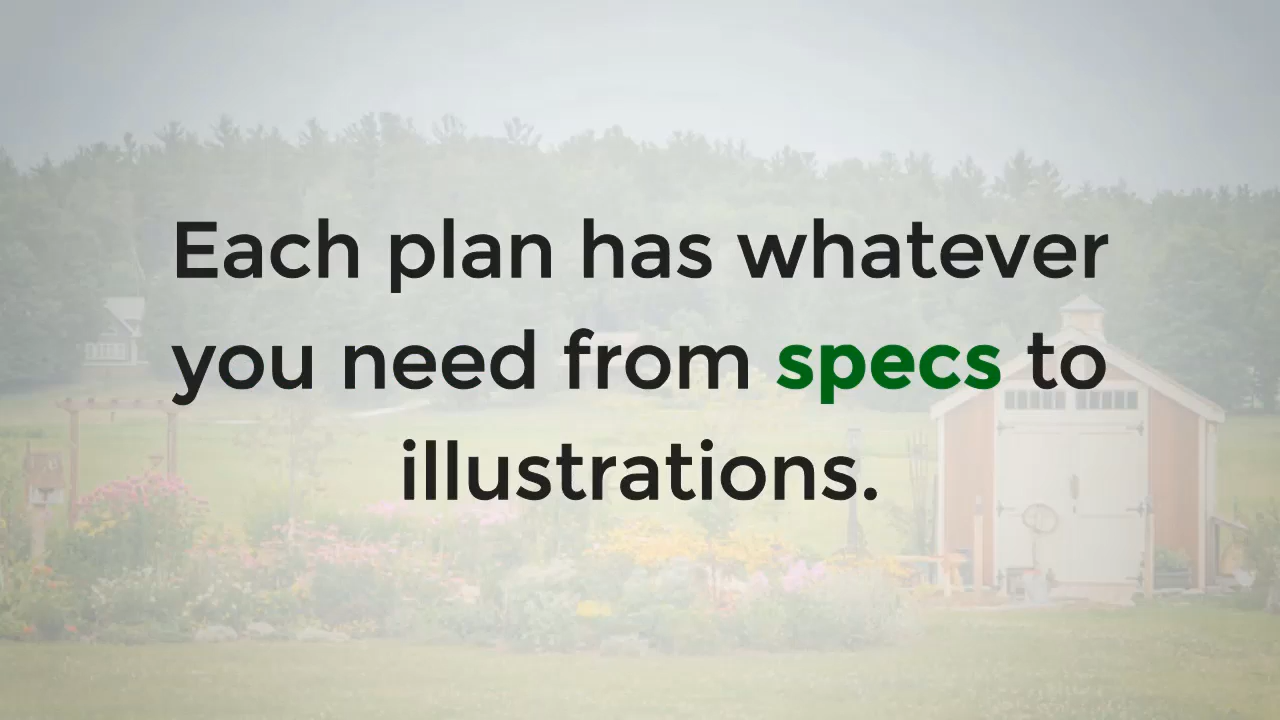 Each plan has whatever
you need from specs to
illustrations.